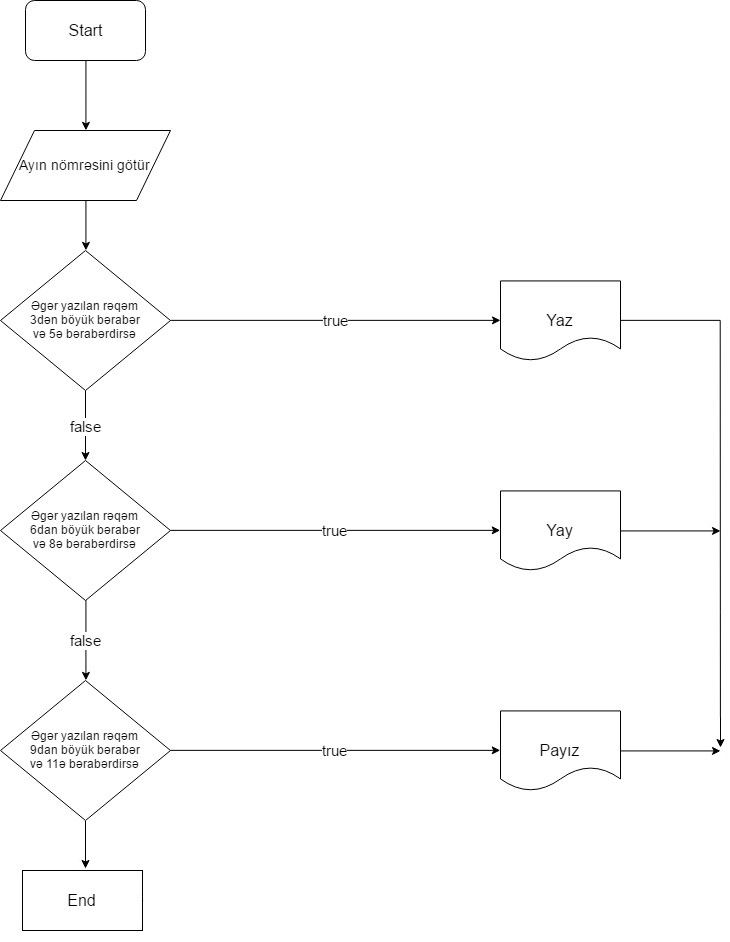 Start
Ayın nömrəsini götür
Əgər yazılan rəqəm
3dən böyük bərabər
və 5ə bərabərdirsə
true
Yaz
false
Əgər yazılan rəqəm
6dan böyük bərabər
və 8ə bərabərdirsə
true
Yay
false
Əgər yazılan rəqəm
9dan böyük bərabər
və 11ə bərabərdirsə
true
Payız
End